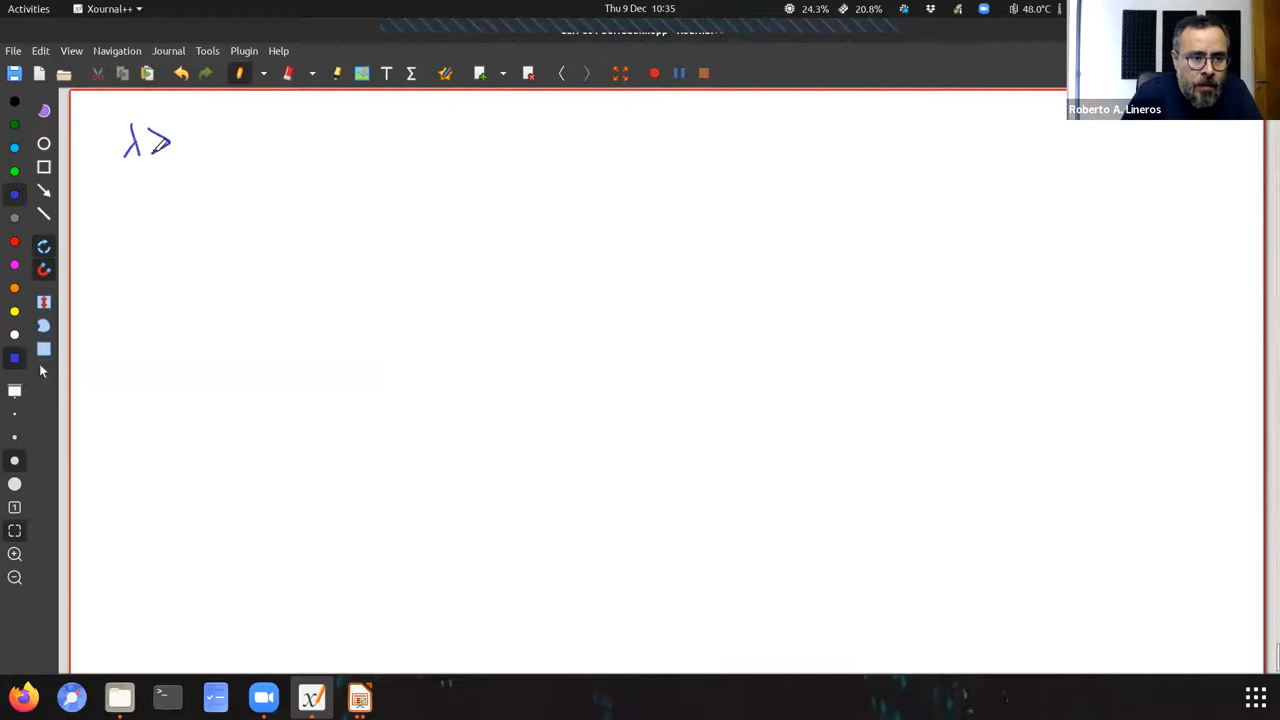 Activities Xournal++ Thu 9 Dec 10:35 24.3% 20.8% 48.0°C
File Edit View Navigation Journal Tools Plugin Help
Roberto A. Lineros
λ >